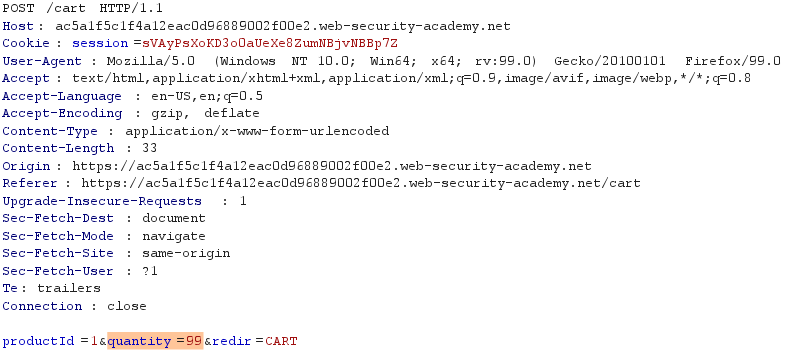 POST /cart HTTP/1.1
Host: ac5a1f5c1f4a12eac0d96889002f00e2.web-security-academy.net
Cookie: session=sVAyPsXoKD3oOaUeXe8ZumNBjvNBBp7Z
User-Agent: Mozilla/5.0 (Windows NT 10.0; Win64; x64; rv:99.0) Gecko/20100101 Firefox/99.0
Accept: text/html,application/xhtml+xml,application/xml;q=0.9,image/avif,image/webp,*/*;q=0.8
Accept-Language: en-US,en;q=0.5
Accept-Encoding: gzip, deflate
Content-Type: application/x-www-form-urlencoded
Content-Length: 33
Origin: https://ac5a1f5c1f4a12eac0d96889002f00e2.web-security-academy.net
Referer: https://ac5a1f5c1f4a12eac0d96889002f00e2.web-security-academy.net/cart
Upgrade-Insecure-Requests: 1
Sec-Fetch-Dest: document
Sec-Fetch-Mode: navigate
Sec-Fetch-Site: same-origin
Sec-Fetch-User: ?1
Te: trailers
Connection: close
productId=1&quantity=99&redir=CART